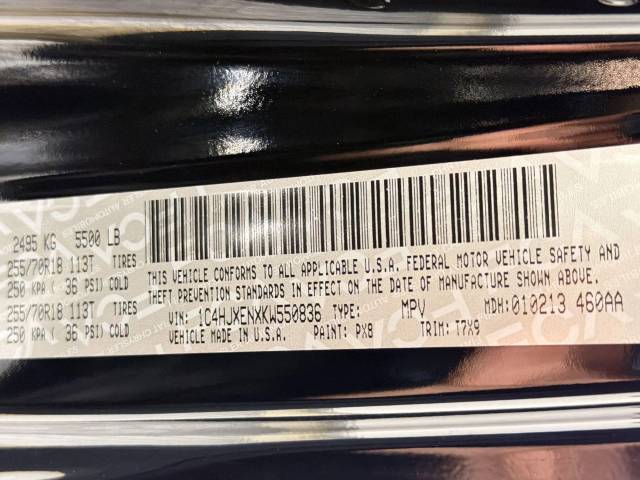 2495 KG 5500 LB
255/70R18 113T TIRES
250 KPA ( 36 PSI) COLD
255/70R18 113T TIRES
250 KPA ( 36 PSI) COLD
THIS VEHICLE CONFORMS TO ALL APPLICABLE U.S.A. FEDERAL MOTOR VEHICLE SAFETY AND
THEFT PREVENTION STANDARDS IN EFFECT ON THE DATE OF MANUFACTURE SHOWN ABOVE.
VIN: 1C4HJXENXKW550836 TYPE: MPV MDH: 010213 460AA
VEHICLE MADE IN U.S.A. PAINT: PX8 TRIM: T7X9